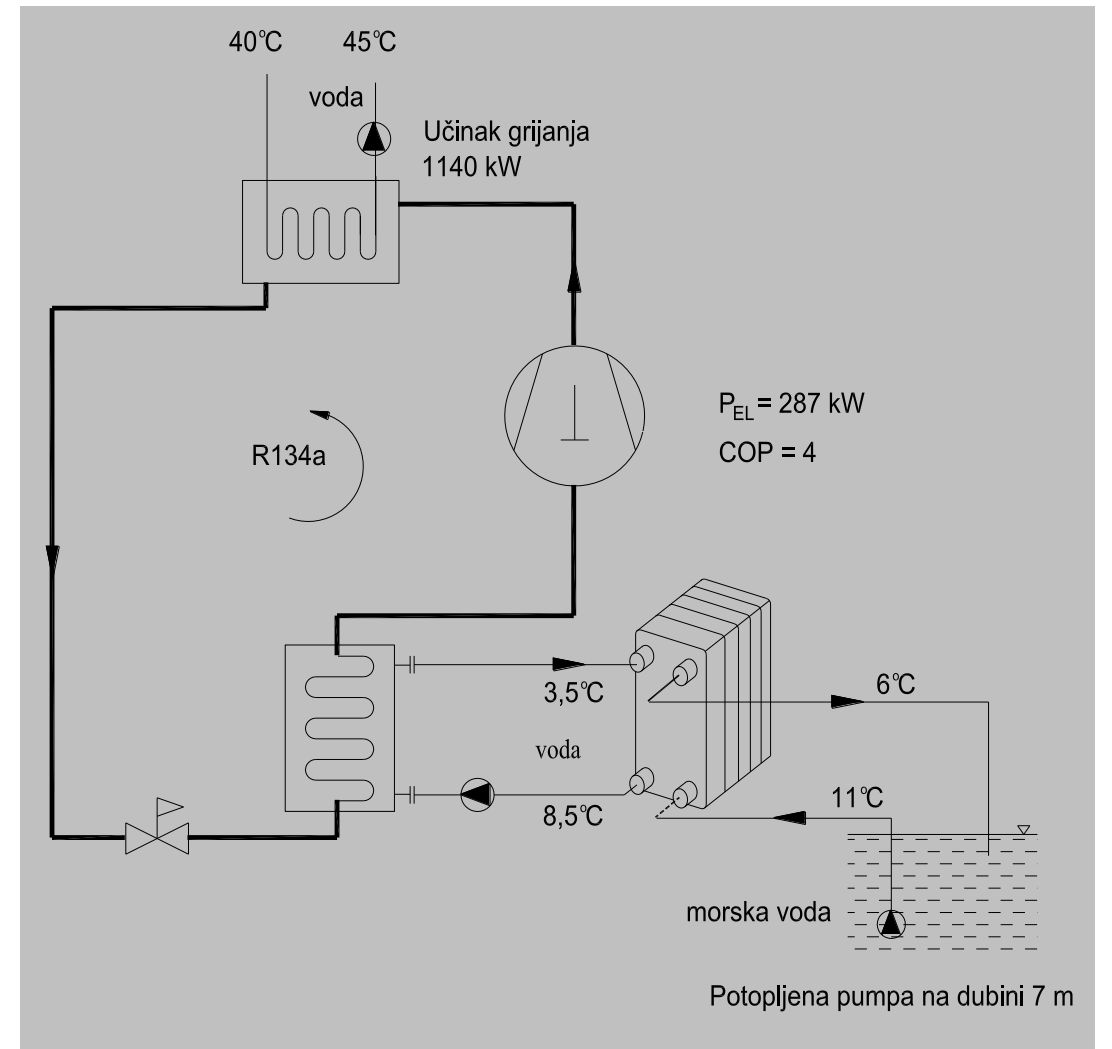 40°C 45°C
voda
Učinak grijanja
1140 kW
P_EL = 287 kW
COP = 4
R134a
3,5°C
6°C
voda
8,5°C
11°C
morska voda
Potopljena pumpa na dubini 7 m